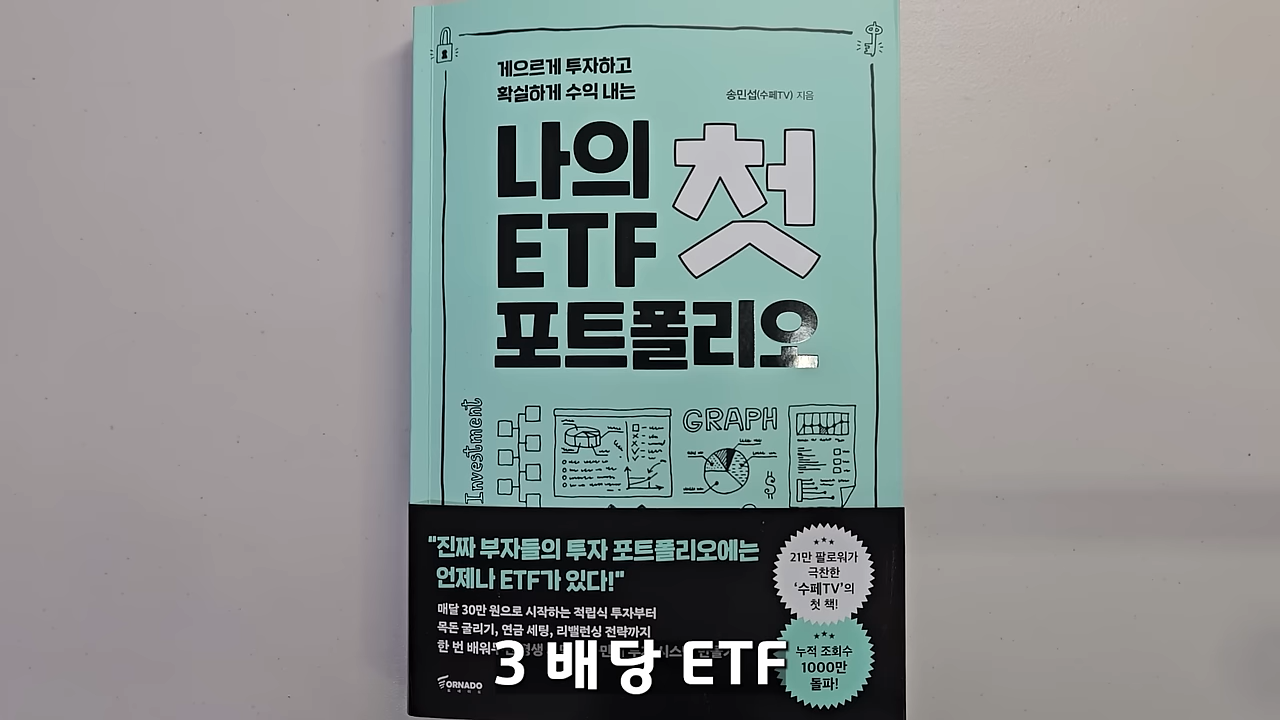 게으르게 투자하고
확실하게 수익 내는
송민섭(수페TV) 지음
나의 첫
ETF
포트폴리오
Investment
GRAPH
"진짜 부자들의 투자 포트폴리오에는
언제나 ETF가 있다!"
매달 30만 원으로 시작하는 적립식 투자부터
목돈 굴리기, 연금 세팅, 리밸런싱 전략까지
한 번 배워
21만 팔로워가
극찬한
'수페TV'의
첫 책!
누적 조회수
1000만
돌파!
TORNADO
토네이도
3 배당 ETF